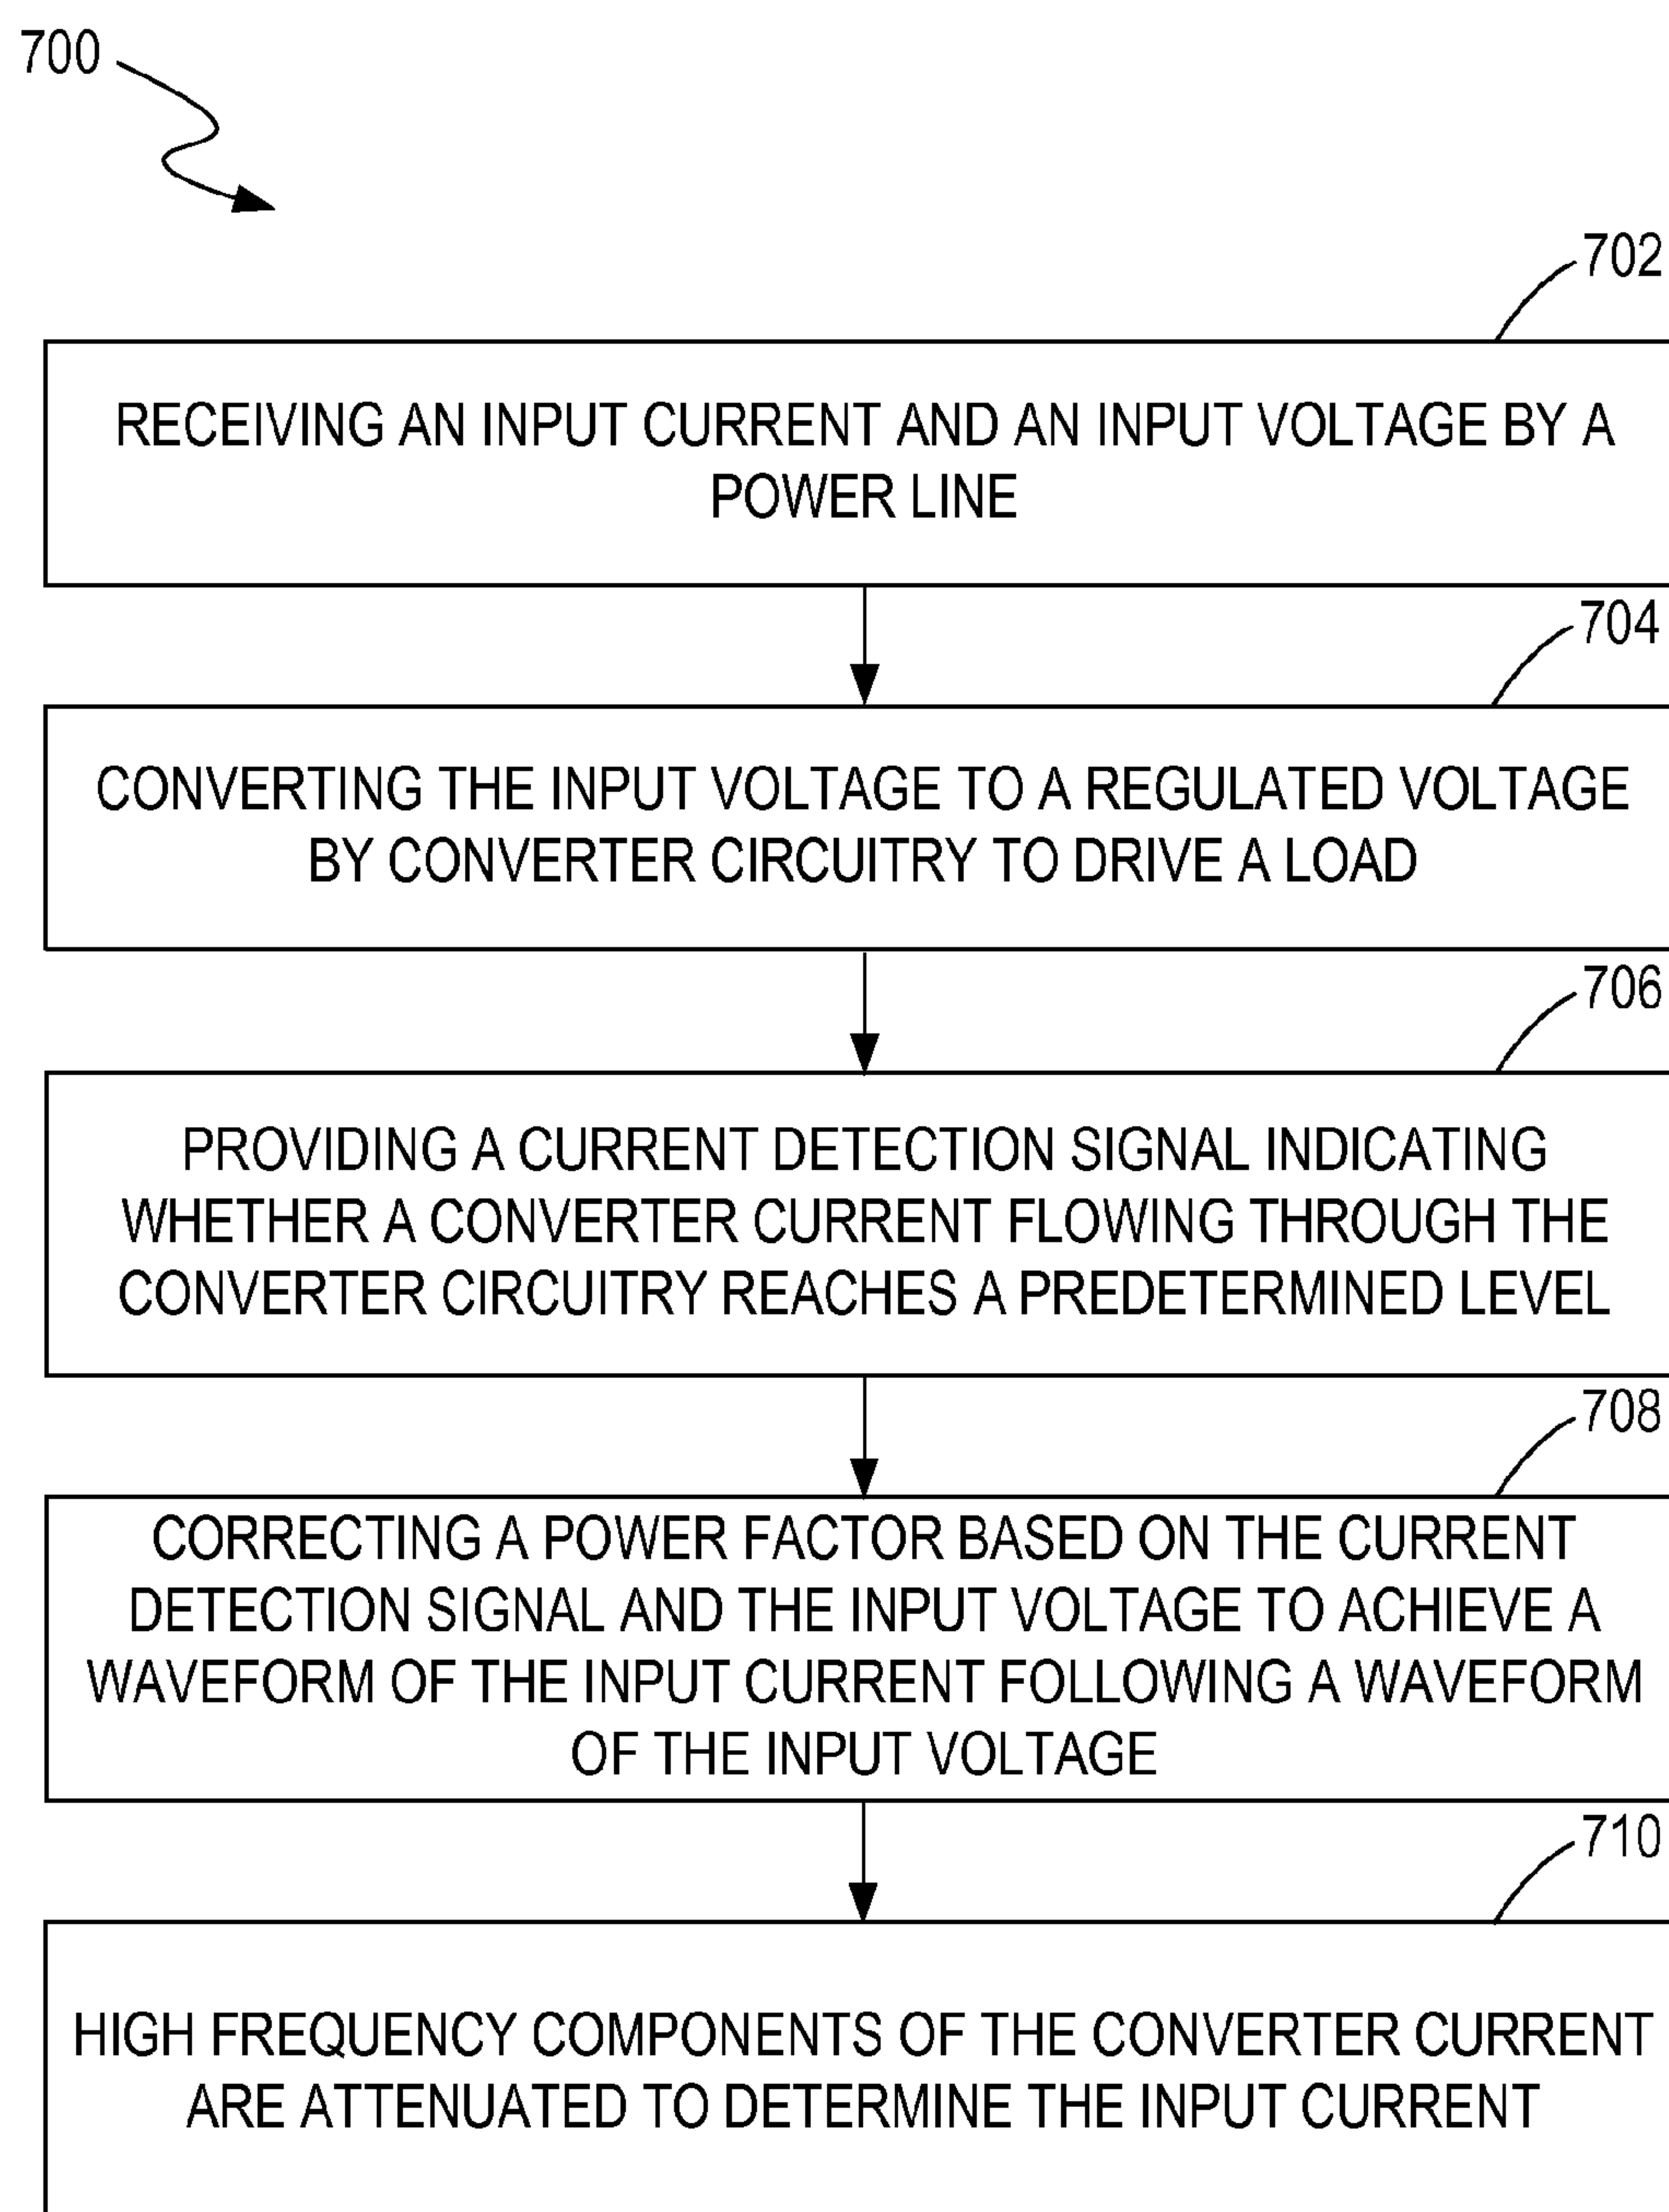 700
702
RECEIVING AN INPUT CURRENT AND AN INPUT VOLTAGE BY A
POWER LINE
704
CONVERTING THE INPUT VOLTAGE TO A REGULATED VOLTAGE
BY CONVERTER CIRCUITRY TO DRIVE A LOAD
706
PROVIDING A CURRENT DETECTION SIGNAL INDICATING
WHETHER A CONVERTER CURRENT FLOWING THROUGH THE
CONVERTER CIRCUITRY REACHES A PREDETERMINED LEVEL
708
CORRECTING A POWER FACTOR BASED ON THE CURRENT
DETECTION SIGNAL AND THE INPUT VOLTAGE TO ACHIEVE A
WAVEFORM OF THE INPUT CURRENT FOLLOWING A WAVEFORM
OF THE INPUT VOLTAGE
710
HIGH FREQUENCY COMPONENTS OF THE CONVERTER CURRENT
ARE ATTENUATED TO DETERMINE THE INPUT CURRENT